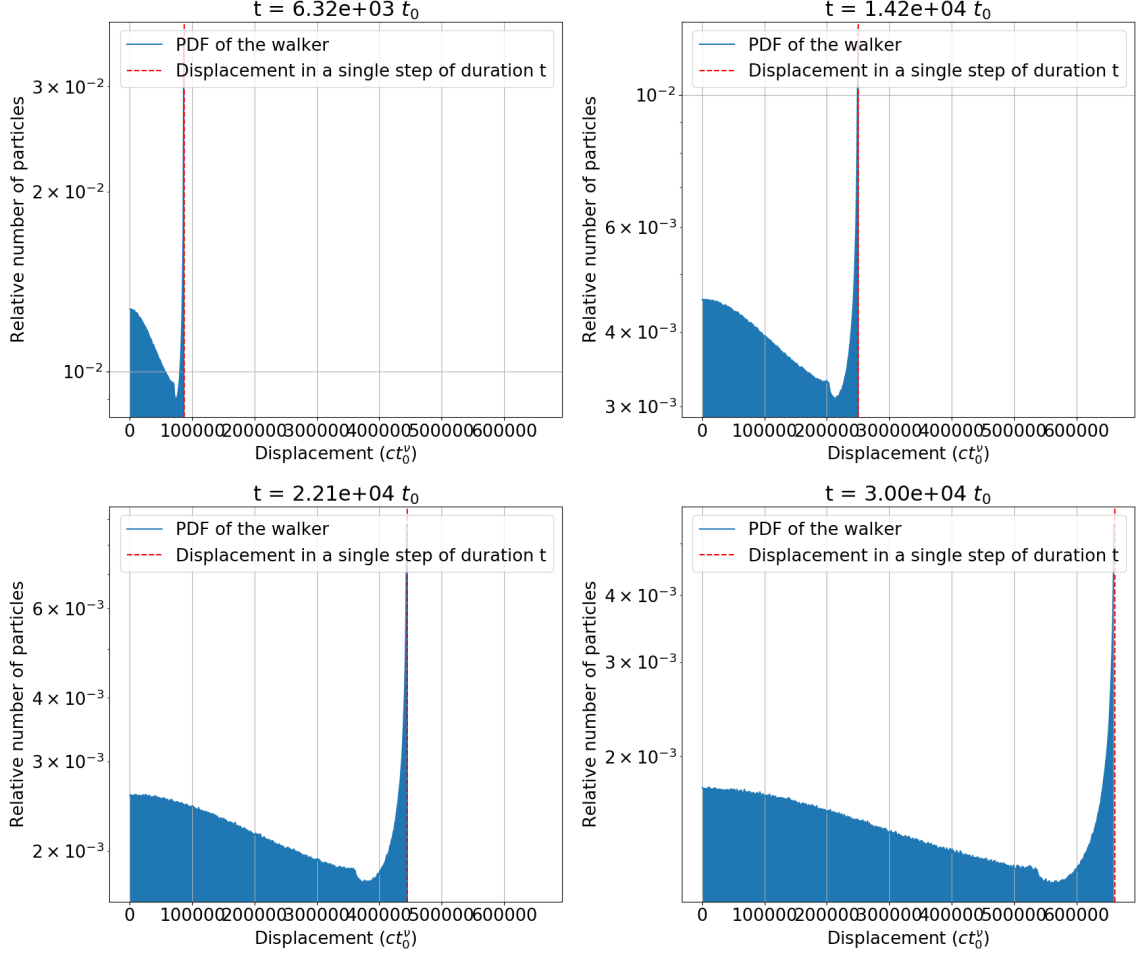 t = 6.32e+03 t₀
PDF of the walker
Displacement in a single step of duration t
Relative number of particles
3 × 10⁻²
2 × 10⁻²
10⁻²
0 100000 200000 300000 400000 500000 600000
Displacement (ct₀^ν)
t = 1.42e+04 t₀
PDF of the walker
Displacement in a single step of duration t
Relative number of particles
10⁻²
6 × 10⁻³
4 × 10⁻³
3 × 10⁻³
0 100000 200000 300000 400000 500000 600000
Displacement (ct₀^ν)
t = 2.21e+04 t₀
PDF of the walker
Displacement in a single step of duration t
Relative number of particles
6 × 10⁻³
4 × 10⁻³
3 × 10⁻³
2 × 10⁻³
0 100000 200000 300000 400000 500000 600000
Displacement (ct₀^ν)
t = 3.00e+04 t₀
PDF of the walker
Displacement in a single step of duration t
Relative number of particles
4 × 10⁻³
3 × 10⁻³
2 × 10⁻³
0 100000 200000 300000 400000 500000 600000
Displacement (ct₀^ν)